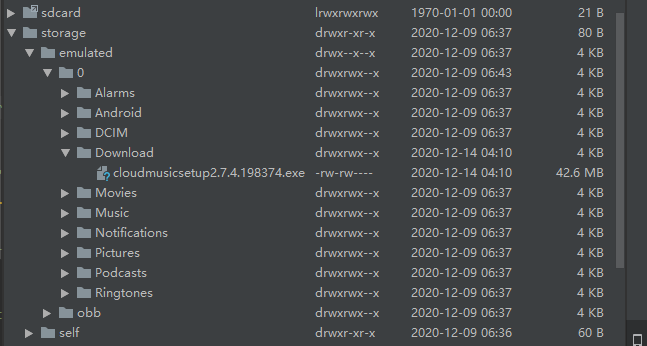 sdcard lrwxrwxrwx 1970-01-01 00:00 21 B
storage drwxr-xr-x 2020-12-09 06:37 80 B
emulated drwx--x--x 2020-12-09 06:37 4 KB
0 drwxrwx--x 2020-12-09 06:43 4 KB
Alarms drwxrwx--x 2020-12-09 06:37 4 KB
Android drwxrwx--x 2020-12-09 06:37 4 KB
DCIM drwxrwx--x 2020-12-09 06:37 4 KB
Download drwxrwx--x 2020-12-14 04:10 4 KB
cloudmusicsetup2.7.4.198374.exe -rw-rw---- 2020-12-14 04:10 42.6 MB
Movies drwxrwx--x 2020-12-09 06:37 4 KB
Music drwxrwx--x 2020-12-09 06:37 4 KB
Notifications drwxrwx--x 2020-12-09 06:37 4 KB
Pictures drwxrwx--x 2020-12-09 06:37 4 KB
Podcasts drwxrwx--x 2020-12-09 06:37 4 KB
Ringtones drwxrwx--x 2020-12-09 06:37 4 KB
obb drwxrwx--x 2020-12-09 06:37 4 KB
self drwxr-xr-x 2020-12-09 06:36 60 B